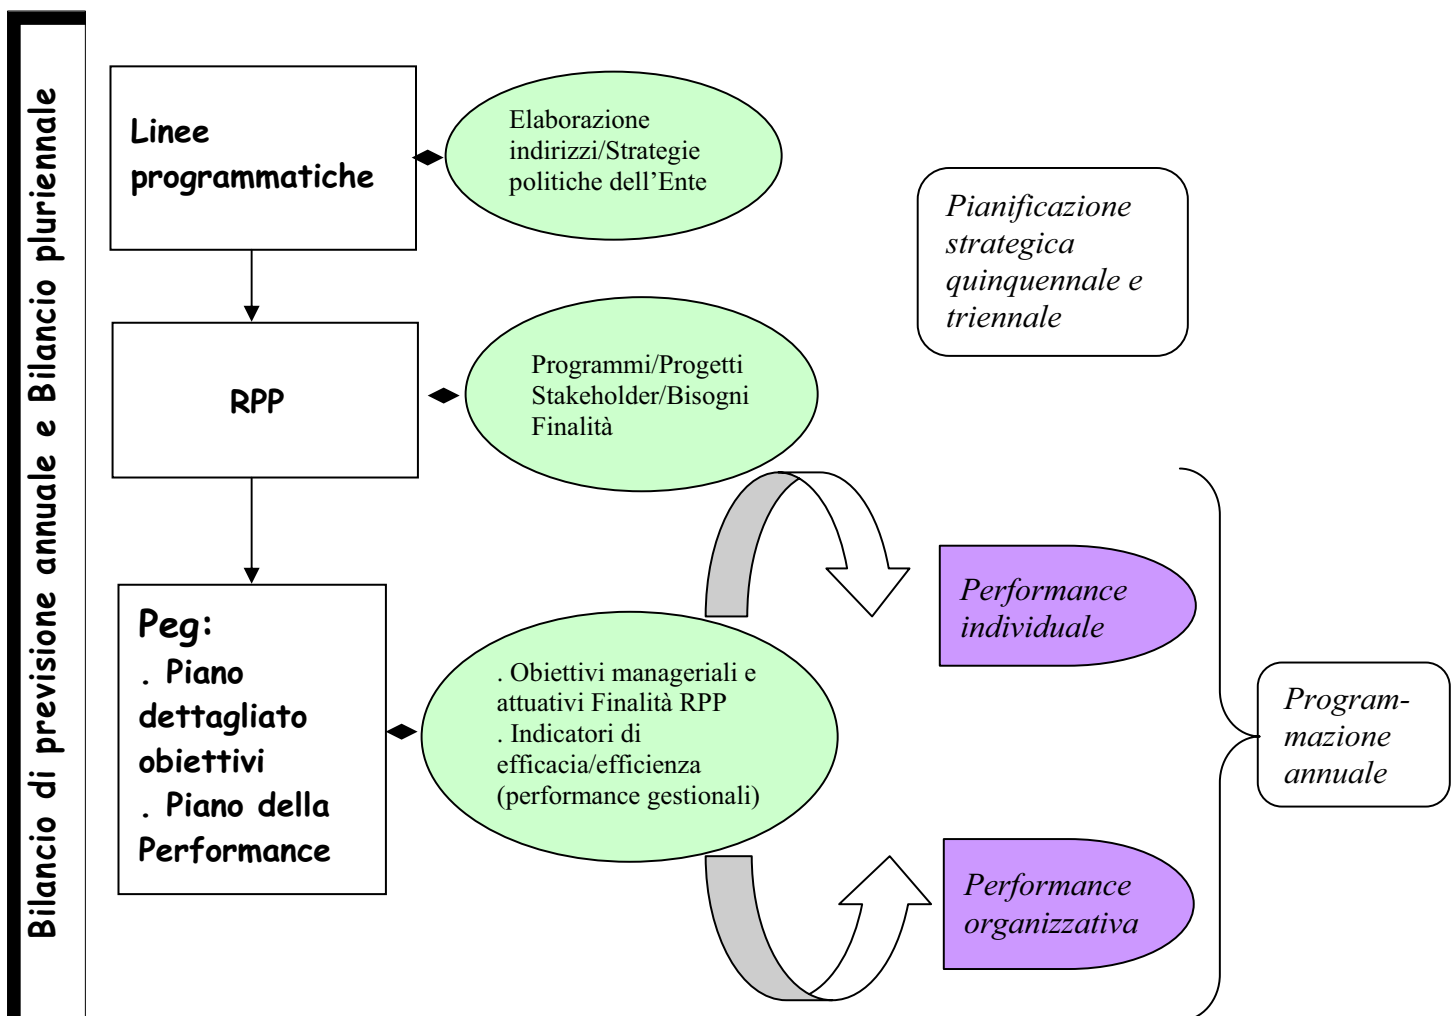 Bilancio di previsione annuale e Bilancio pluriennale
Linee
programmatiche
Elaborazione
indirizzi/Strategie
politiche dell’Ente
Pianificazione
strategica
quinquennale e
triennale
RPP
Programmi/Progetti
Stakeholder/Bisogni
Finalità
Peg:
. Piano
dettagliato
obiettivi
. Piano della
Performance
. Obiettivi manageriali e
attuativi Finalità RPP
. Indicatori di
efficacia/efficienza
(performance gestionali)
Performance
individuale
Performance
organizzativa
Program-
mazione
annuale